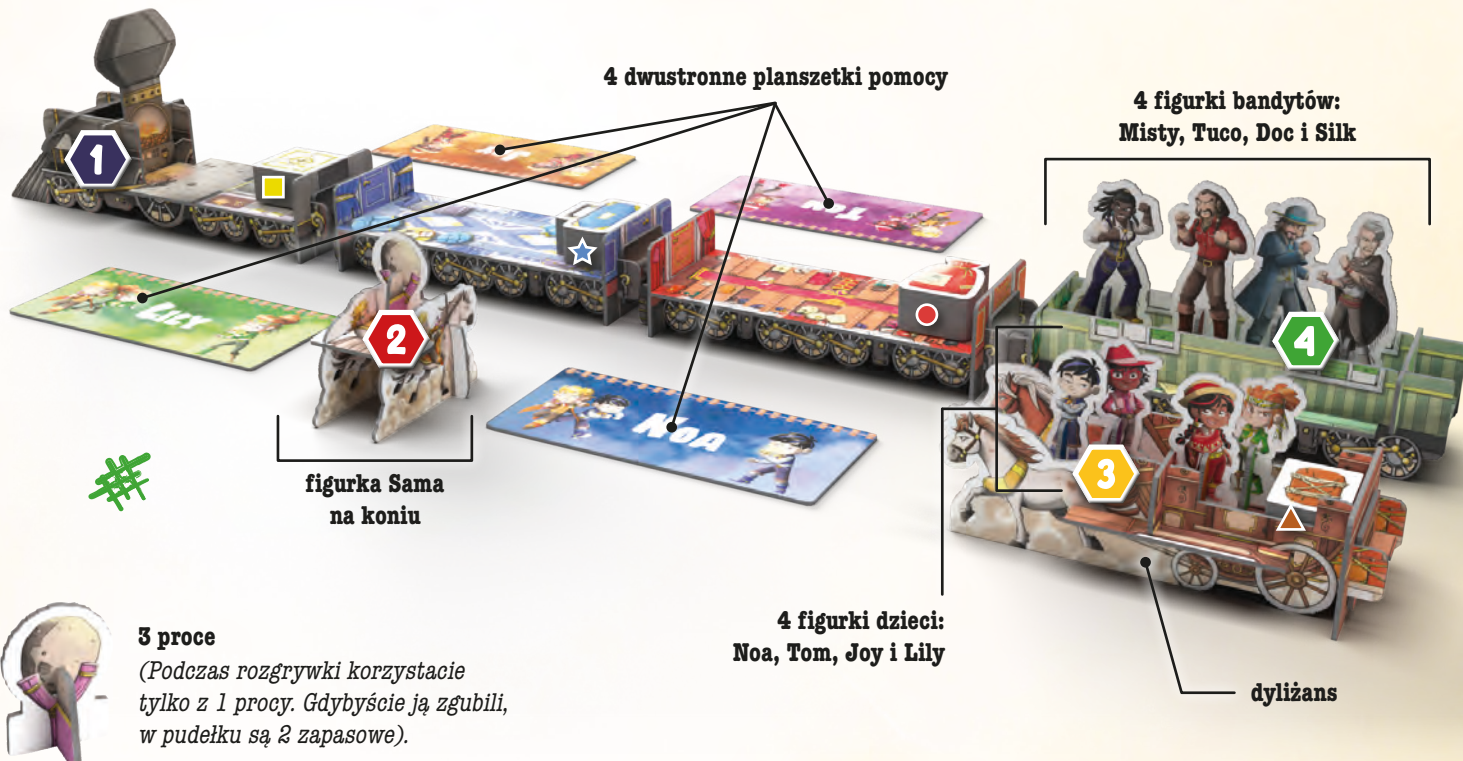 4 dwustronne planszetki pomocy
4 figurki bandytów:
Misty, Tuco, Doc i Silk
1
JOY
TOM
LILY
2
4
NOA
3
figurka Sama
na koniu
3 proce
(Podczas rozgrywki korzystacie
tylko z 1 procy. Gdybyście ją zgubili,
w pudełku są 2 zapasowe).
4 figurki dzieci:
Noa, Tom, Joy i Lily
dyliżans